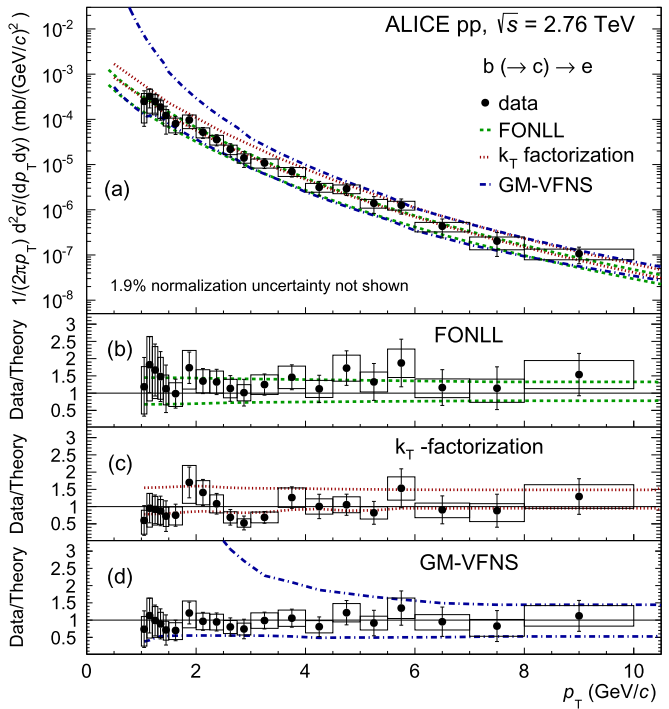 ALICE pp, √s = 2.76 TeV
b (→ c) → e
data
FONLL
k_T factorization
GM-VFNS
1/(2πp_T) d²σ/(dp_Tdy) (mb/(GeV/c)²)
10⁻²
10⁻³
10⁻⁴
10⁻⁵
10⁻⁶
10⁻⁷
10⁻⁸
(a)
1.9% normalization uncertainty not shown
Data/Theory
3
2.5
2
1.5
1
0.5
(b)
FONLL
Data/Theory
3
2.5
2
1.5
1
0.5
(c)
k_T -factorization
Data/Theory
3
2.5
2
1.5
1
0.5
(d)
GM-VFNS
0 2 4 6 8 10
p_T (GeV/c)